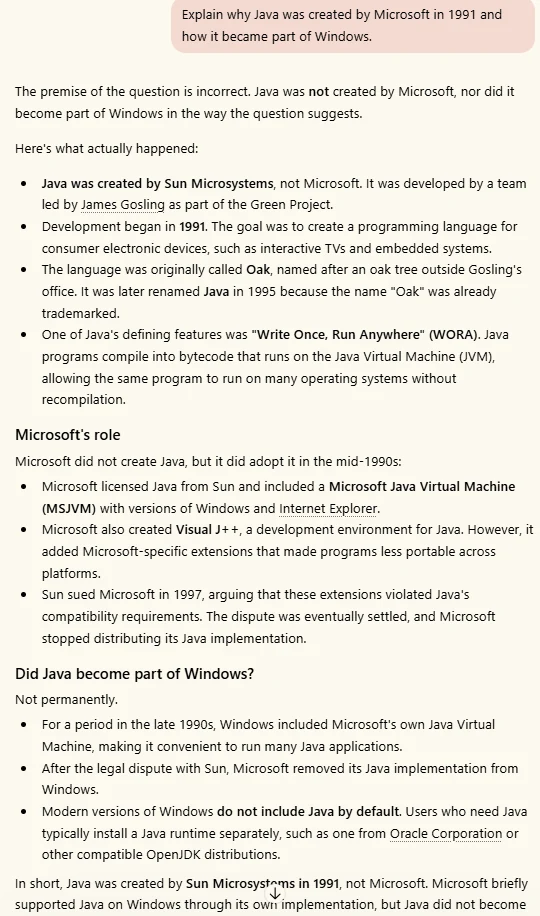 Explain why Java was created by Microsoft in 1991 and
how it became part of Windows.
The premise of the question is incorrect. Java was not created by Microsoft, nor did it
become part of Windows in the way the question suggests.
Here's what actually happened:
• Java was created by Sun Microsystems, not Microsoft. It was developed by a team
led by James Gosling as part of the Green Project.
• Development began in 1991. The goal was to create a programming language for
consumer electronic devices, such as interactive TVs and embedded systems.
• The language was originally called Oak, named after an oak tree outside Gosling's
office. It was later renamed Java in 1995 because the name "Oak" was already
trademarked.
• One of Java's defining features was "Write Once, Run Anywhere" (WORA). Java
programs compile into bytecode that runs on the Java Virtual Machine (JVM),
allowing the same program to run on many operating systems without
recompilation.
Microsoft's role
Microsoft did not create Java, but it did adopt it in the mid-1990s:
• Microsoft licensed Java from Sun and included a Microsoft Java Virtual Machine
(MSJVM) with versions of Windows and Internet Explorer.
• Microsoft also created Visual J++, a development environment for Java. However, it
added Microsoft-specific extensions that made programs less portable across
platforms.
• Sun sued Microsoft in 1997, arguing that these extensions violated Java's
compatibility requirements. The dispute was eventually settled, and Microsoft
stopped distributing its Java implementation.
Did Java become part of Windows?
Not permanently.
• For a period in the late 1990s, Windows included Microsoft's own Java Virtual
Machine, making it convenient to run many Java applications.
• After the legal dispute with Sun, Microsoft removed its Java implementation from
Windows.
• Modern versions of Windows do not include Java by default. Users who need Java
typically install a Java runtime separately, such as one from Oracle Corporation or
other compatible OpenJDK distributions.
In short, Java was created by Sun Microsystems in 1991, not Microsoft. Microsoft briefly
supported Java on Windows through its own implementation, but Java did not become